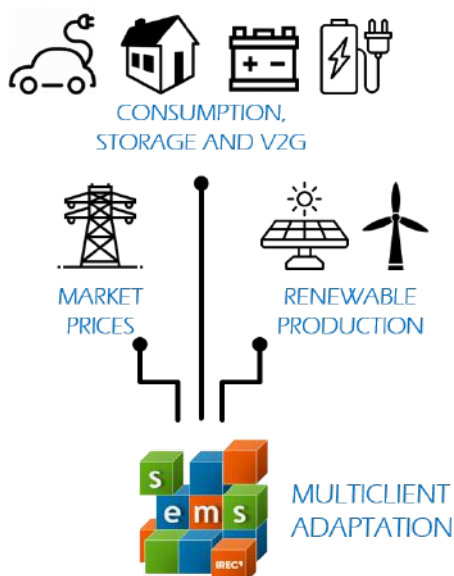 CONSUMPTION,
STORAGE AND V2G
MARKET
PRICES
RENEWABLE
PRODUCTION
s
e m s
IREC
MULTICLIENT
ADAPTATION